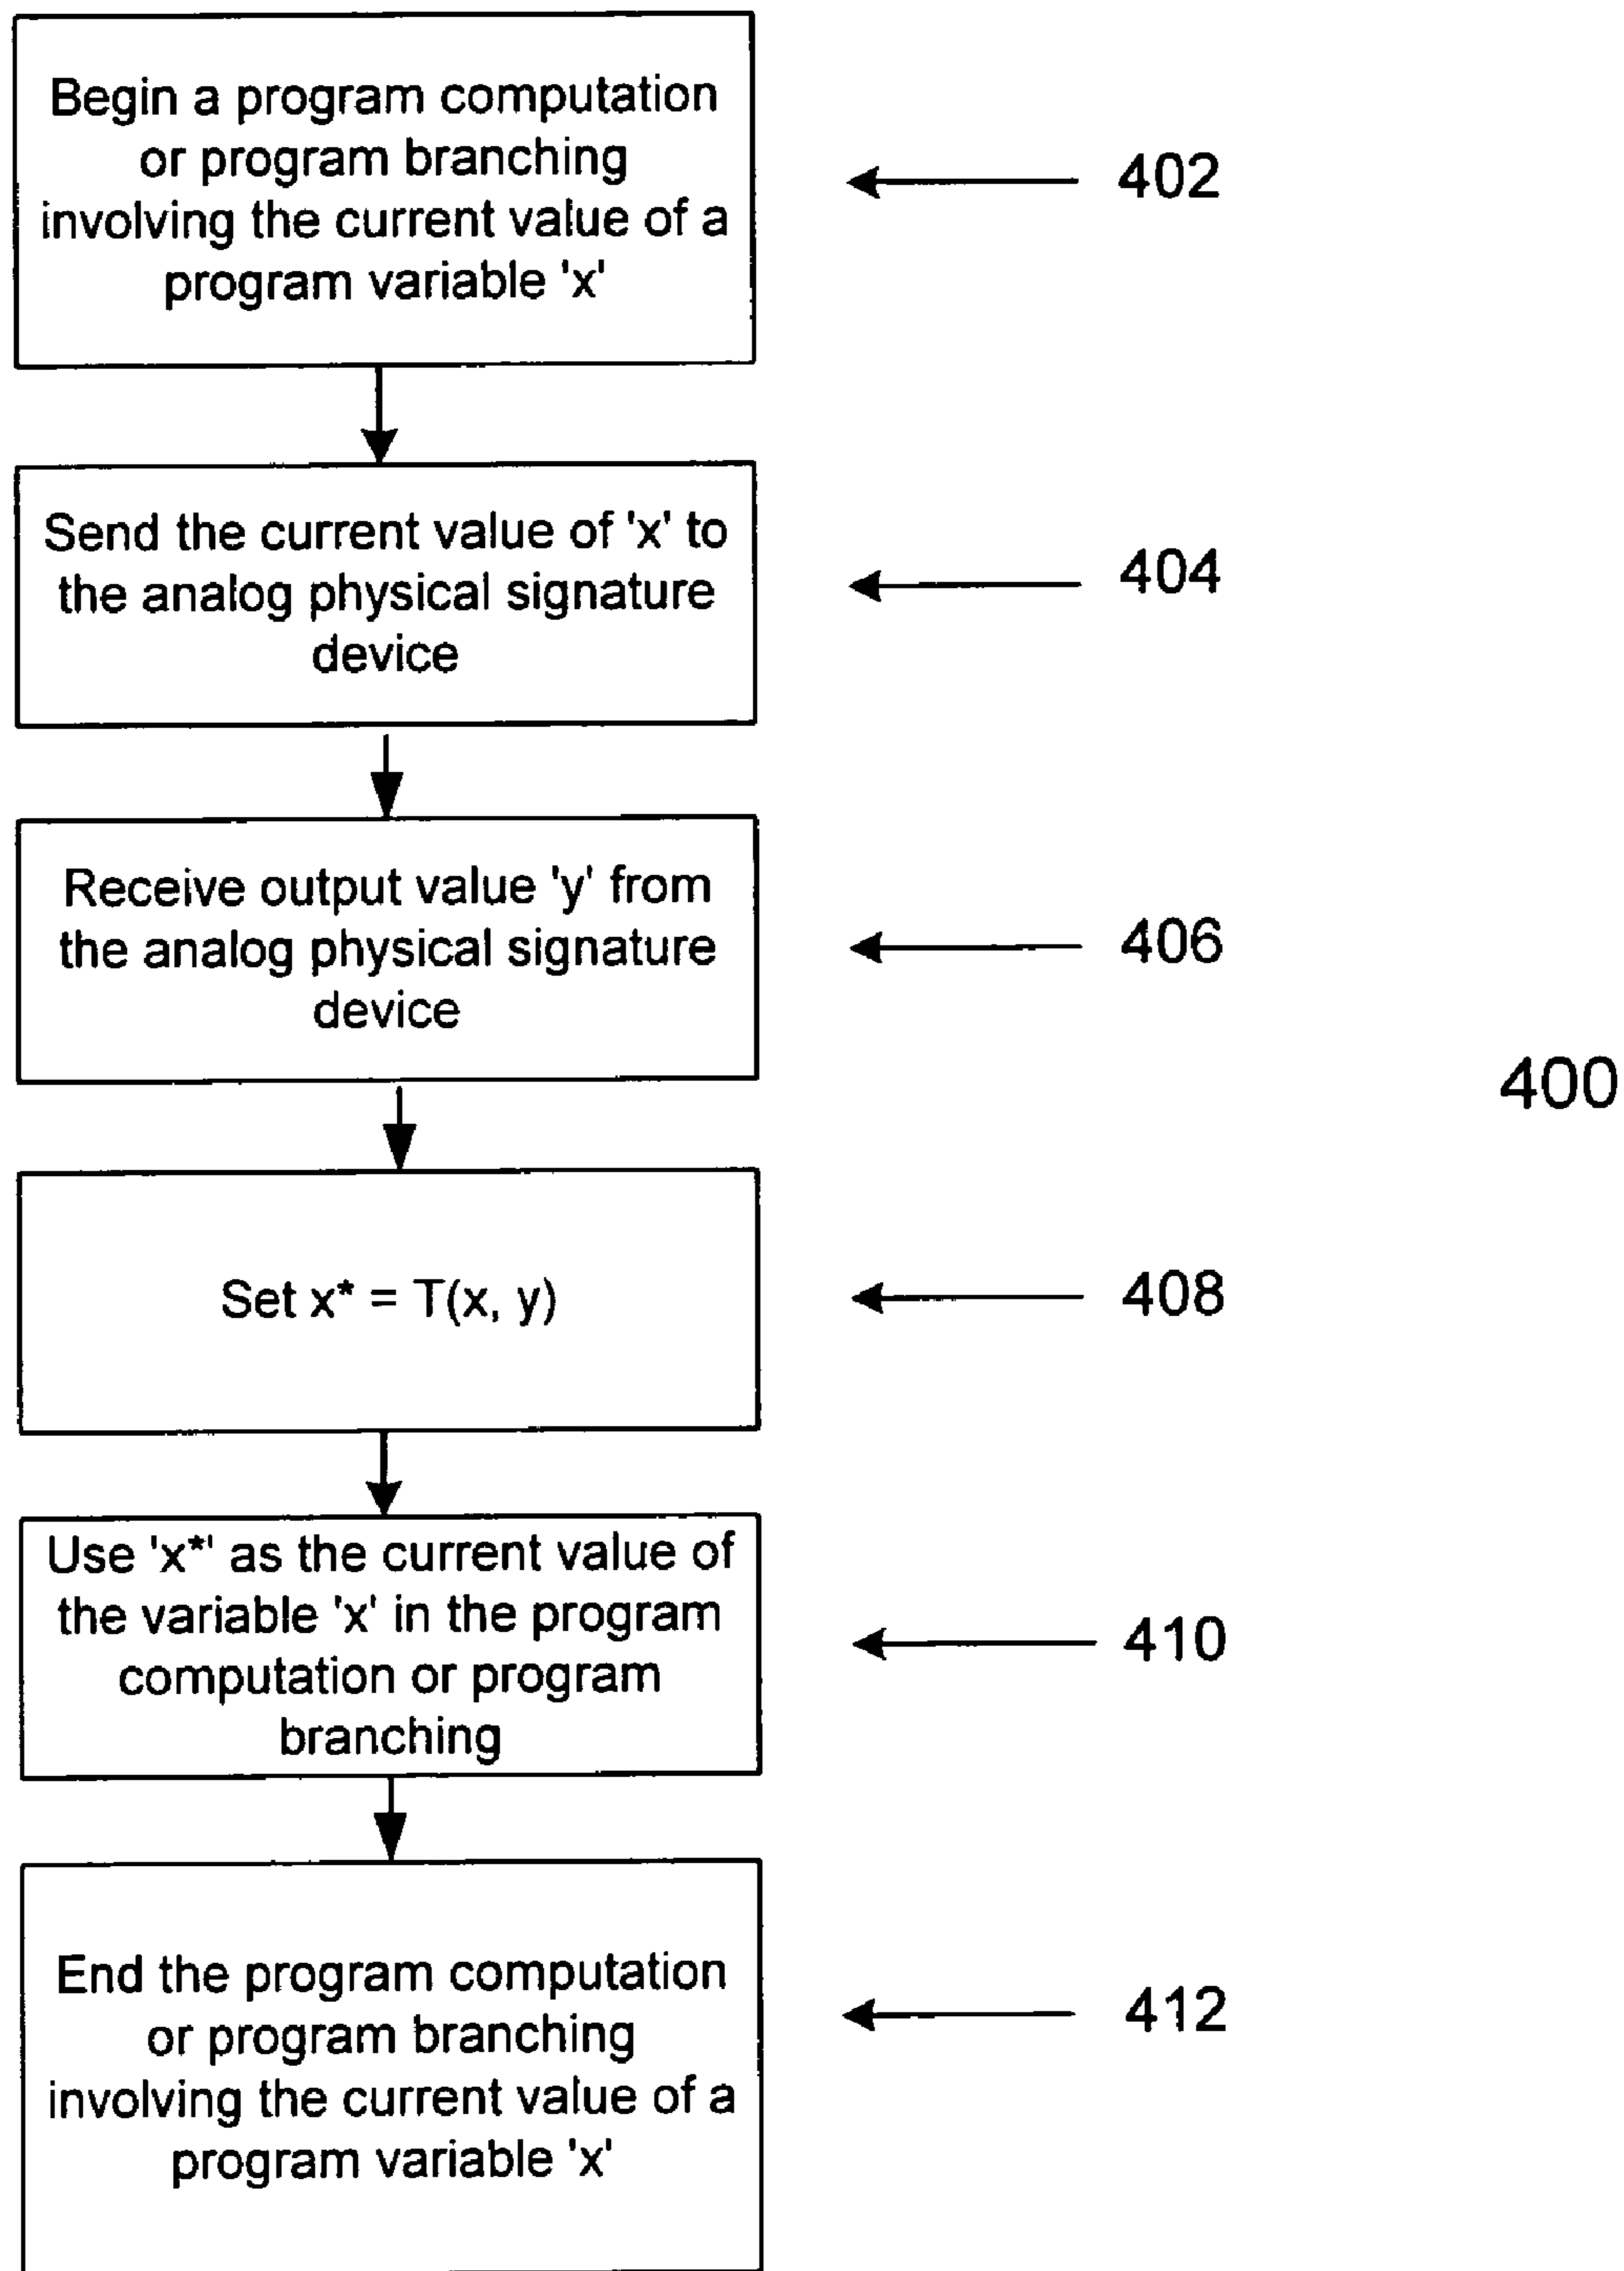 Begin a program computation
or program branching
involving the current value of a
program variable 'x'
402
Send the current value of 'x' to
the analog physical signature
device
404
Receive output value 'y' from
the analog physical signature
device
406
400
Set x* = T(x, y)
408
Use 'x*' as the current value of
the variable 'x' in the program
computation or program
branching
410
End the program computation
or program branching
involving the current value of a
program variable 'x'
412